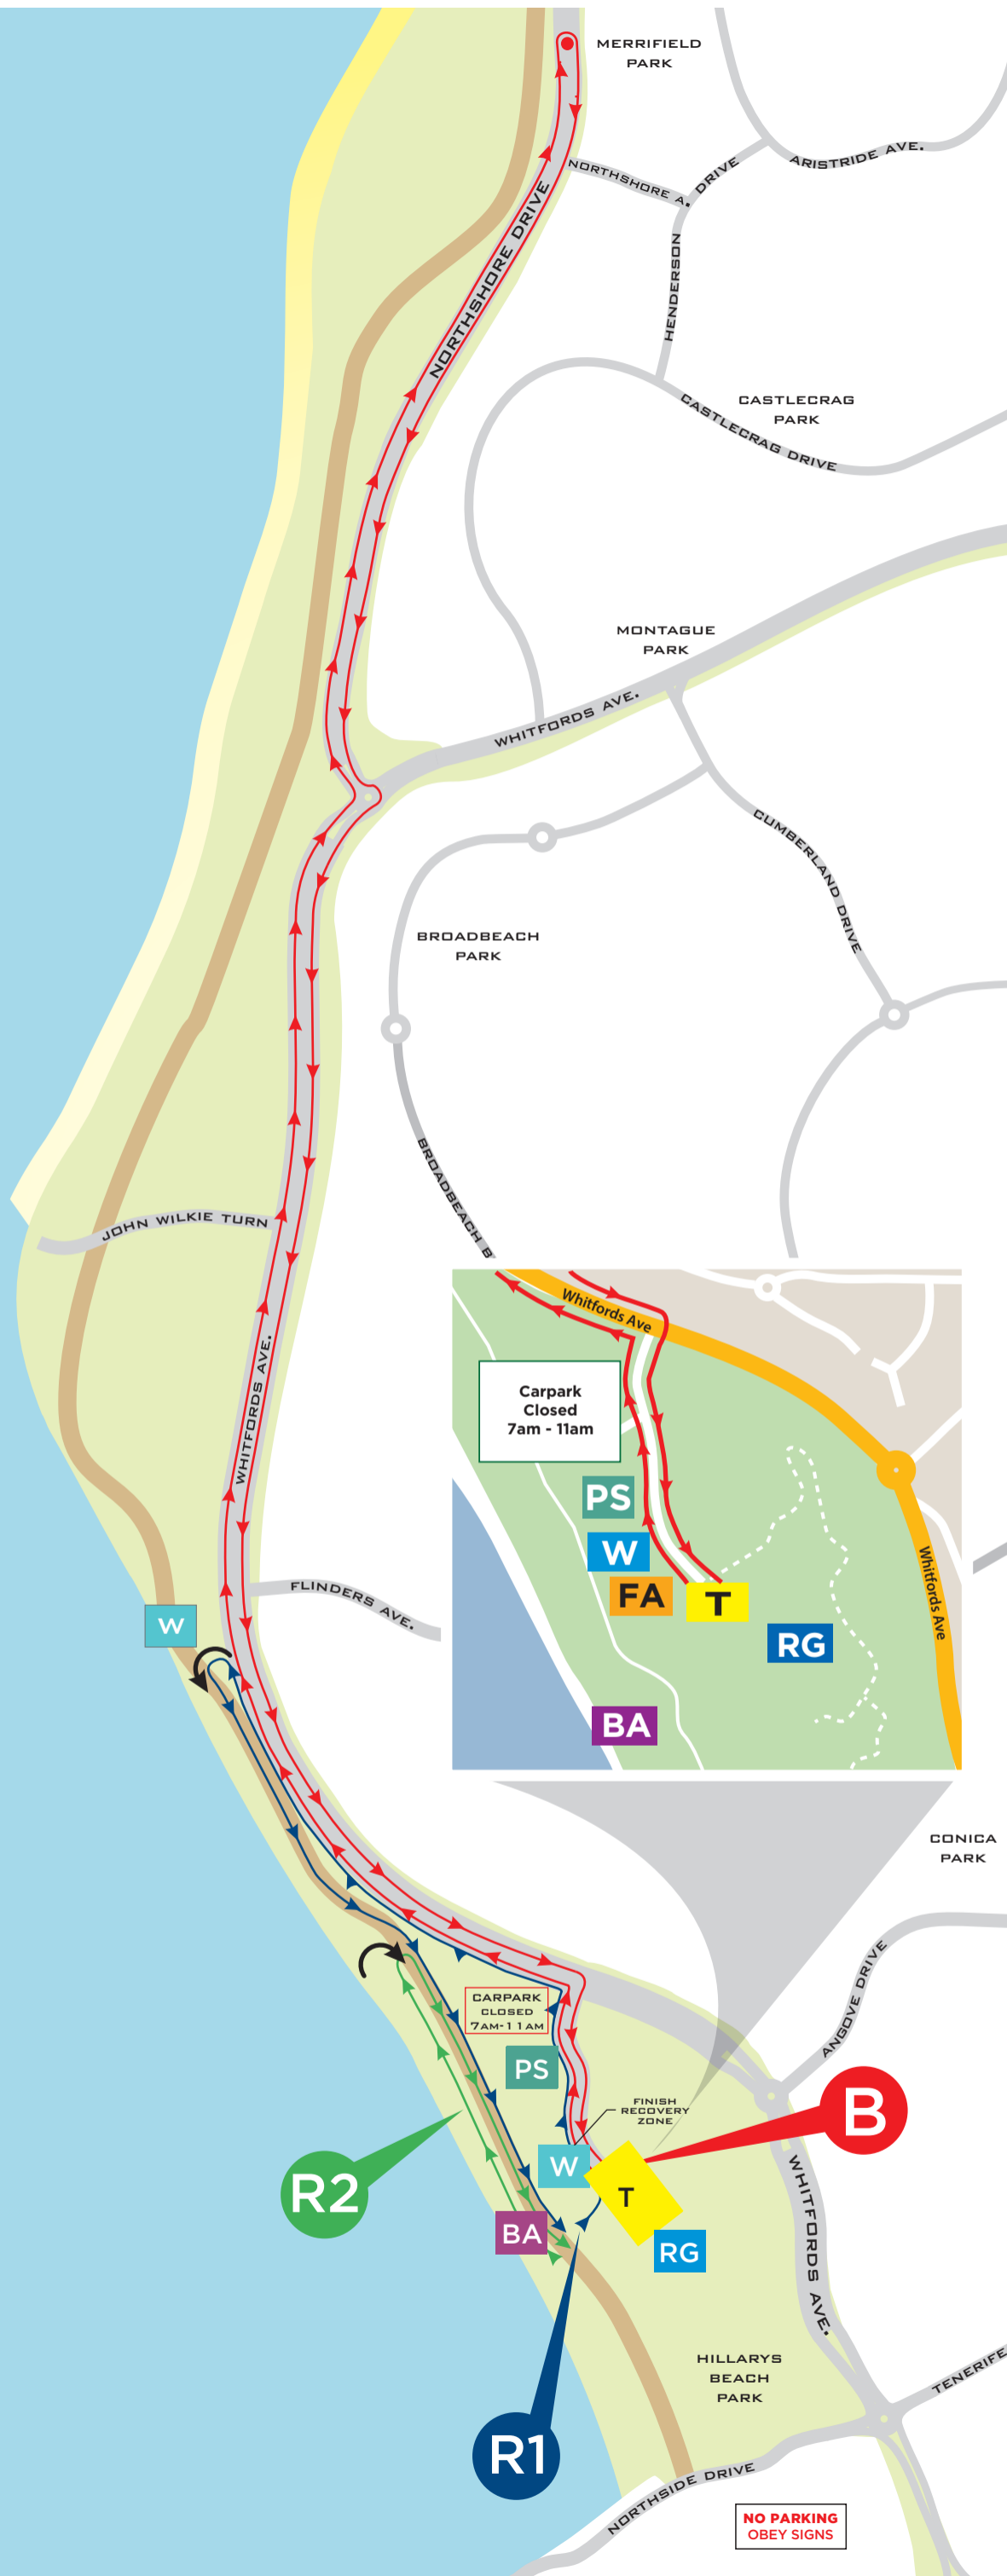 MERRIFIELD
PARK
ARISTRIDE AVE.
NORTHSHORE A.
DRIVE
HENDERSON
NORTHSHORE DRIVE
CASTLECRAG
PARK
CASTLECRAG DRIVE
MONTAGUE
PARK
WHITFORDS AVE.
CUMBERLAND DRIVE
BROADBEACH
PARK
BROADBEACH B
JOHN WILKIE TURN
WHITFORDS AVE.
Whitfords Ave
Carpark
Closed
7am - 11am
PS
W
FA
T
RG
BA
Whitfords Ave
FLINDERS AVE.
W
CONICA
PARK
ANGOVE DRIVE
CARPARK
CLOSED
7AM-11AM
PS
FINISH
RECOVERY
ZONE
B
W
T
R2
BA
RG
WHITFORDS AVE.
HILLARYS
BEACH
PARK
TENERIFE
R1
NORTHSIDE DRIVE
NO PARKING
OBEY SIGNS